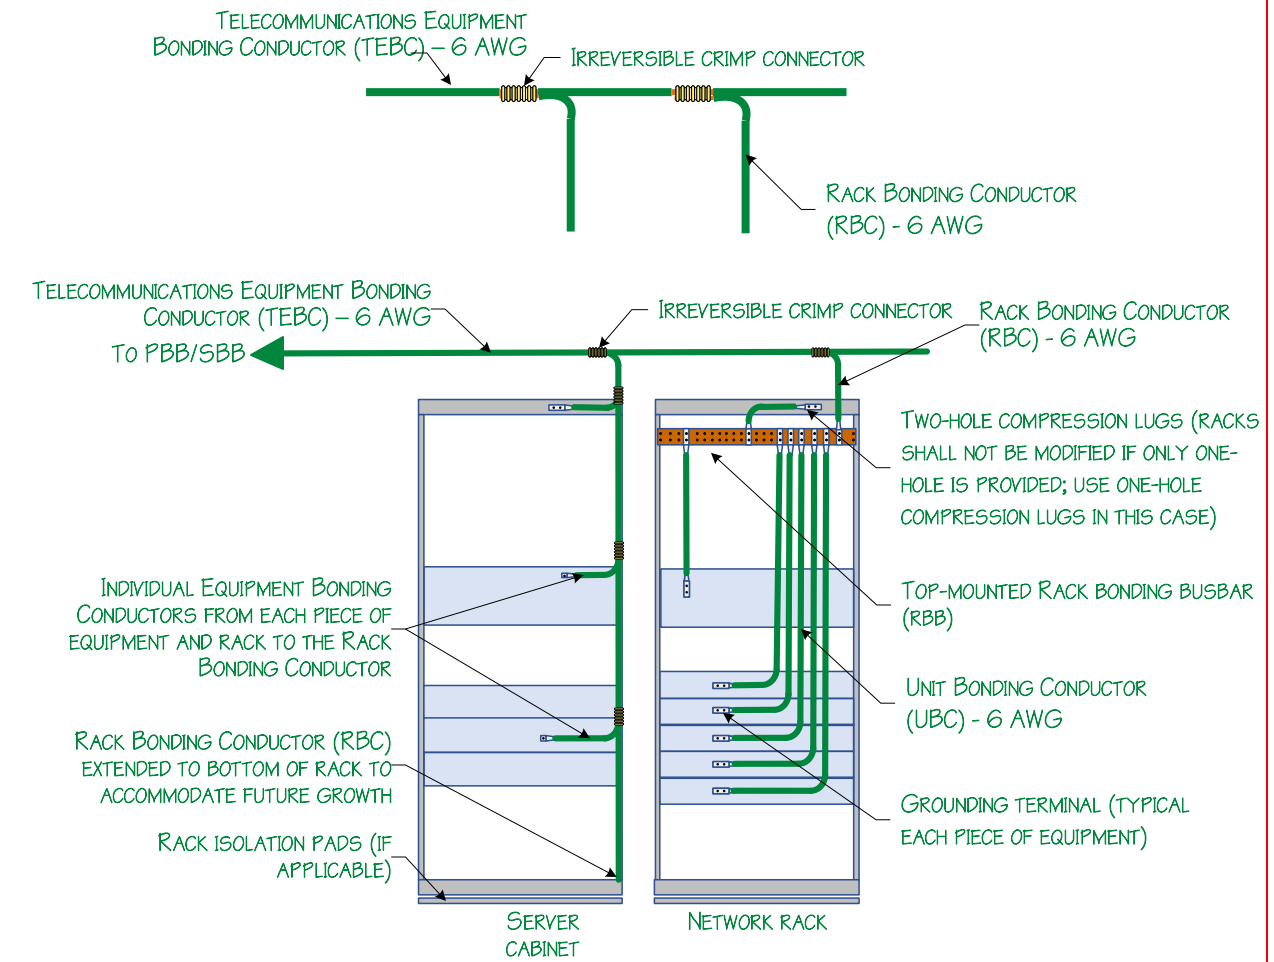 Telecommunications Equipment
Bonding Conductor (TEBC) – 6 AWG
Irreversible crimp connector
Rack Bonding Conductor
(RBC) - 6 AWG
Telecommunications Equipment Bonding
Conductor (TEBC) – 6 AWG
Irreversible crimp connector
Rack Bonding Conductor
(RBC) - 6 AWG
to PBB/SBB
Two-hole compression lugs (racks
shall not be modified if only one-
hole is provided; use one-hole
compression lugs in this case)
Individual Equipment Bonding
Conductors from each piece of
equipment and rack to the Rack
Bonding Conductor
Top-mounted Rack bonding busbar
(rbb)
Unit Bonding Conductor
(UBC) - 6 AWG
Rack Bonding Conductor (RBC)
extended to bottom of rack to
accommodate future growth
Grounding terminal (typical
each piece of equipment)
Rack isolation pads (if
applicable)
Server
cabinet
Network rack